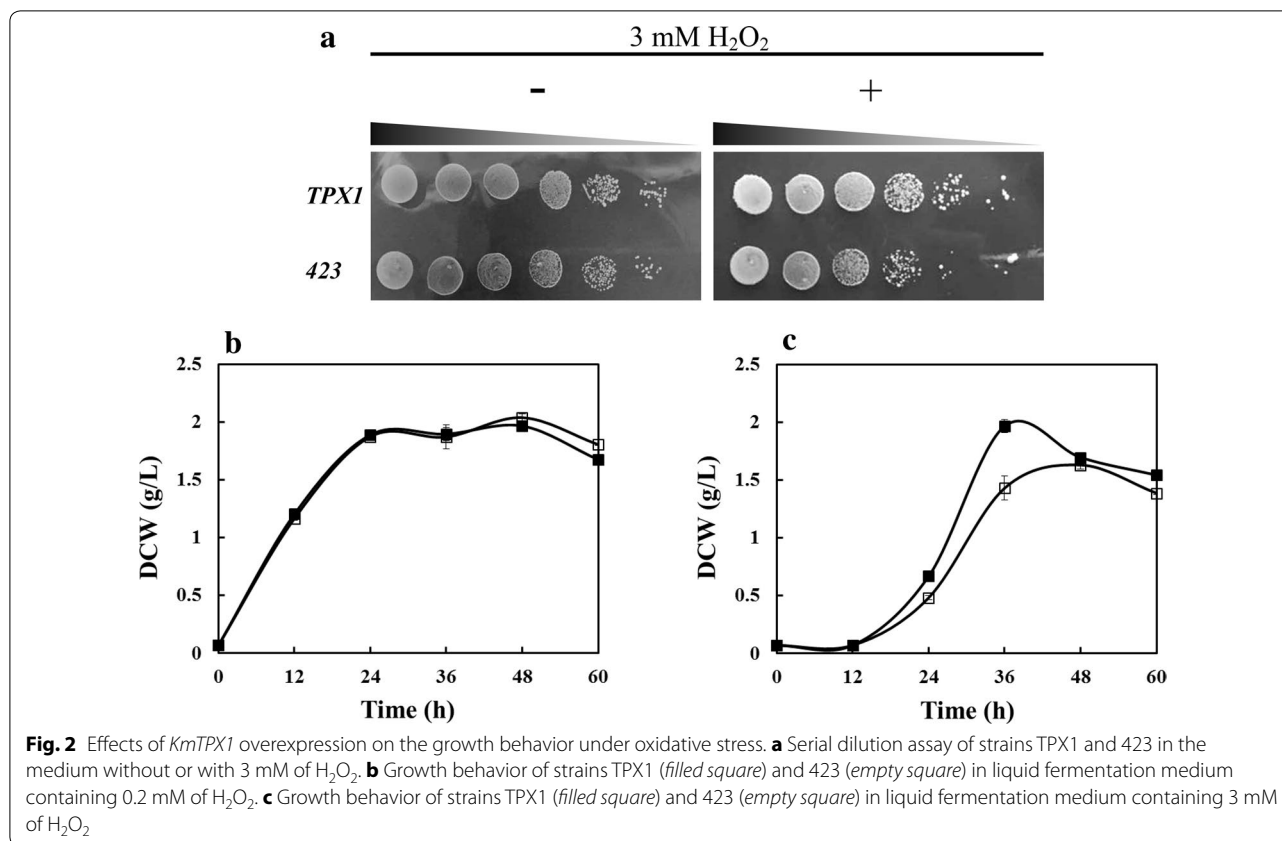 a
3 mM H₂O₂
- +
TPX1
423
b
c
2.5
2
1.5
1
0.5
0
DCW (g/L)
0 12 24 36 48 60
Time (h)
2.5
2
1.5
1
0.5
0
DCW (g/L)
0 12 24 36 48 60
Time (h)
Fig. 2 Effects of KmTPX1 overexpression on the growth behavior under oxidative stress. a Serial dilution assay of strains TPX1 and 423 in the
medium without or with 3 mM of H₂O₂. b Growth behavior of strains TPX1 (filled square) and 423 (empty square) in liquid fermentation medium
containing 0.2 mM of H₂O₂. c Growth behavior of strains TPX1 (filled square) and 423 (empty square) in liquid fermentation medium containing 3 mM
of H₂O₂